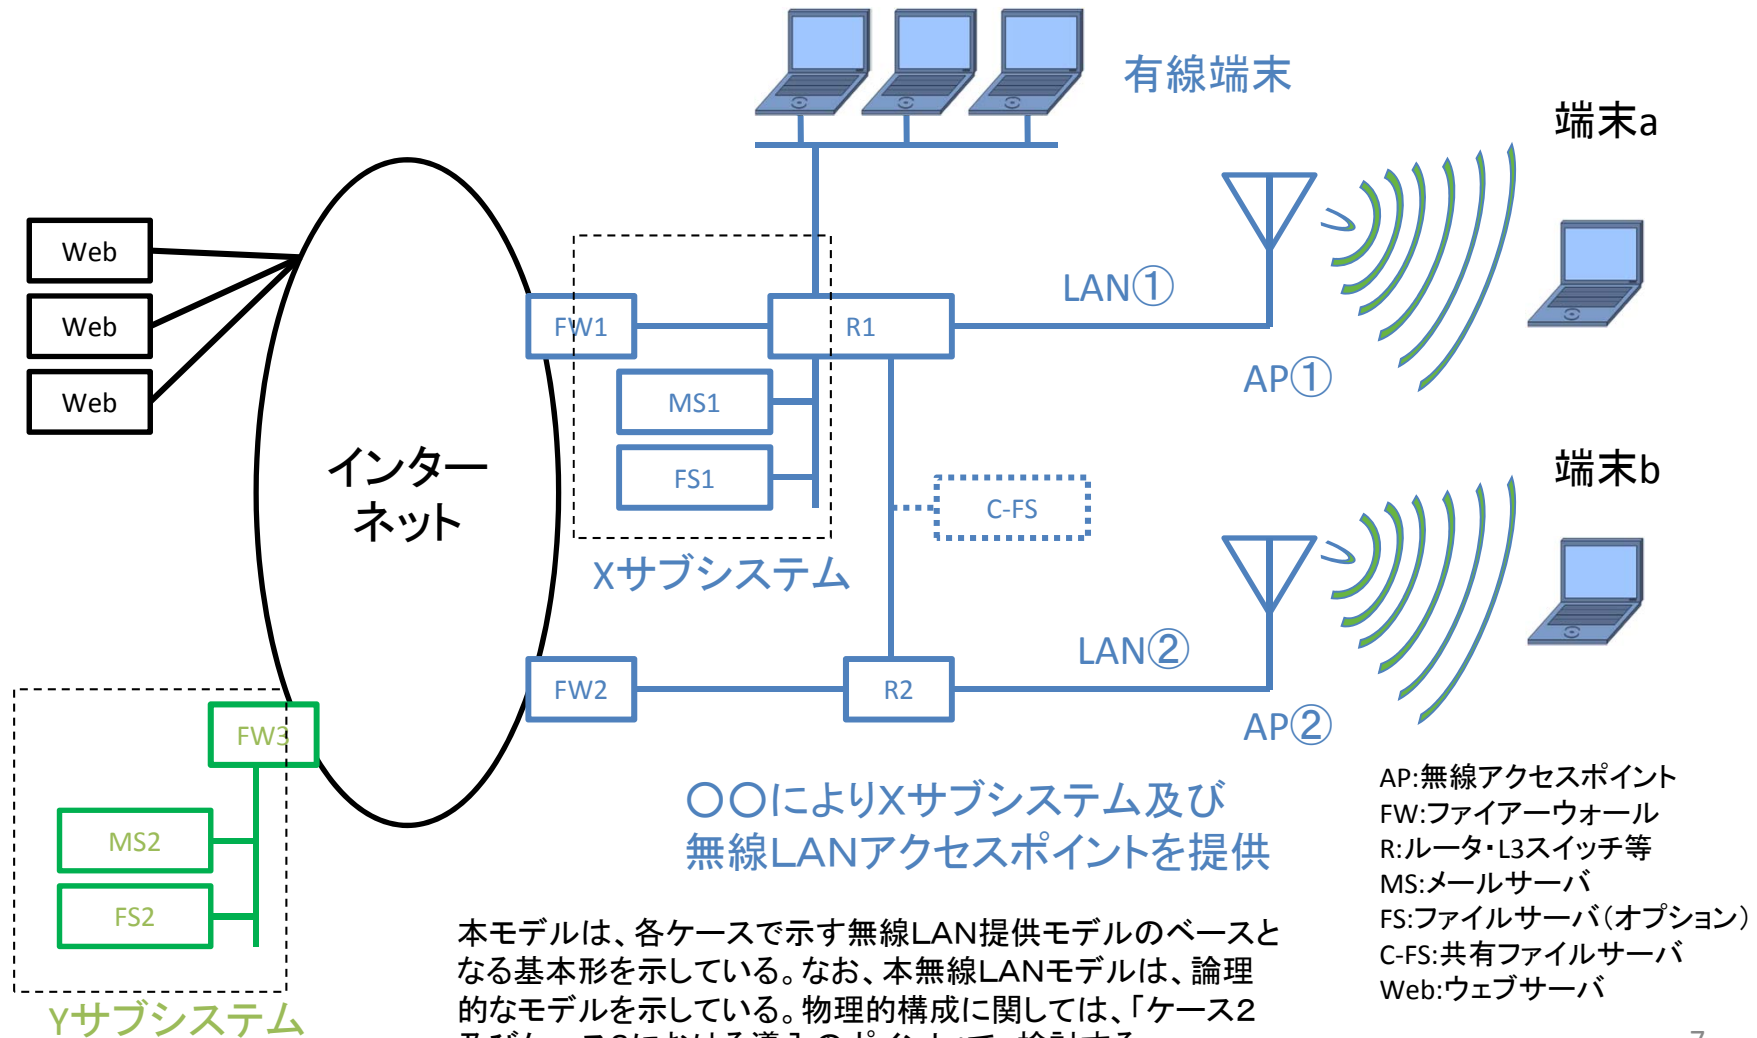 有線端末
端末a
Web
Web
Web
LAN①
FW1
R1
AP①
MS1
FS1
インター
ネット
端末b
C-FS
Xサブシステム
LAN②
FW2
R2
AP②
FW3
MS2
FS2
Yサブシステム
〇〇によりXサブシステム及び
無線LANアクセスポイントを提供
AP:無線アクセスポイント
FW:ファイアーウォール
R:ルータ・L3スイッチ等
MS:メールサーバ
FS:ファイルサーバ(オプション)
C-FS:共有ファイルサーバ
Web:ウェブサーバ
本モデルは、各ケースで示す無線LAN提供モデルのベースと
なる基本形を示している。なお、本無線LANモデルは、論理
的なモデルを示している。物理的構成に関しては、「ケース2